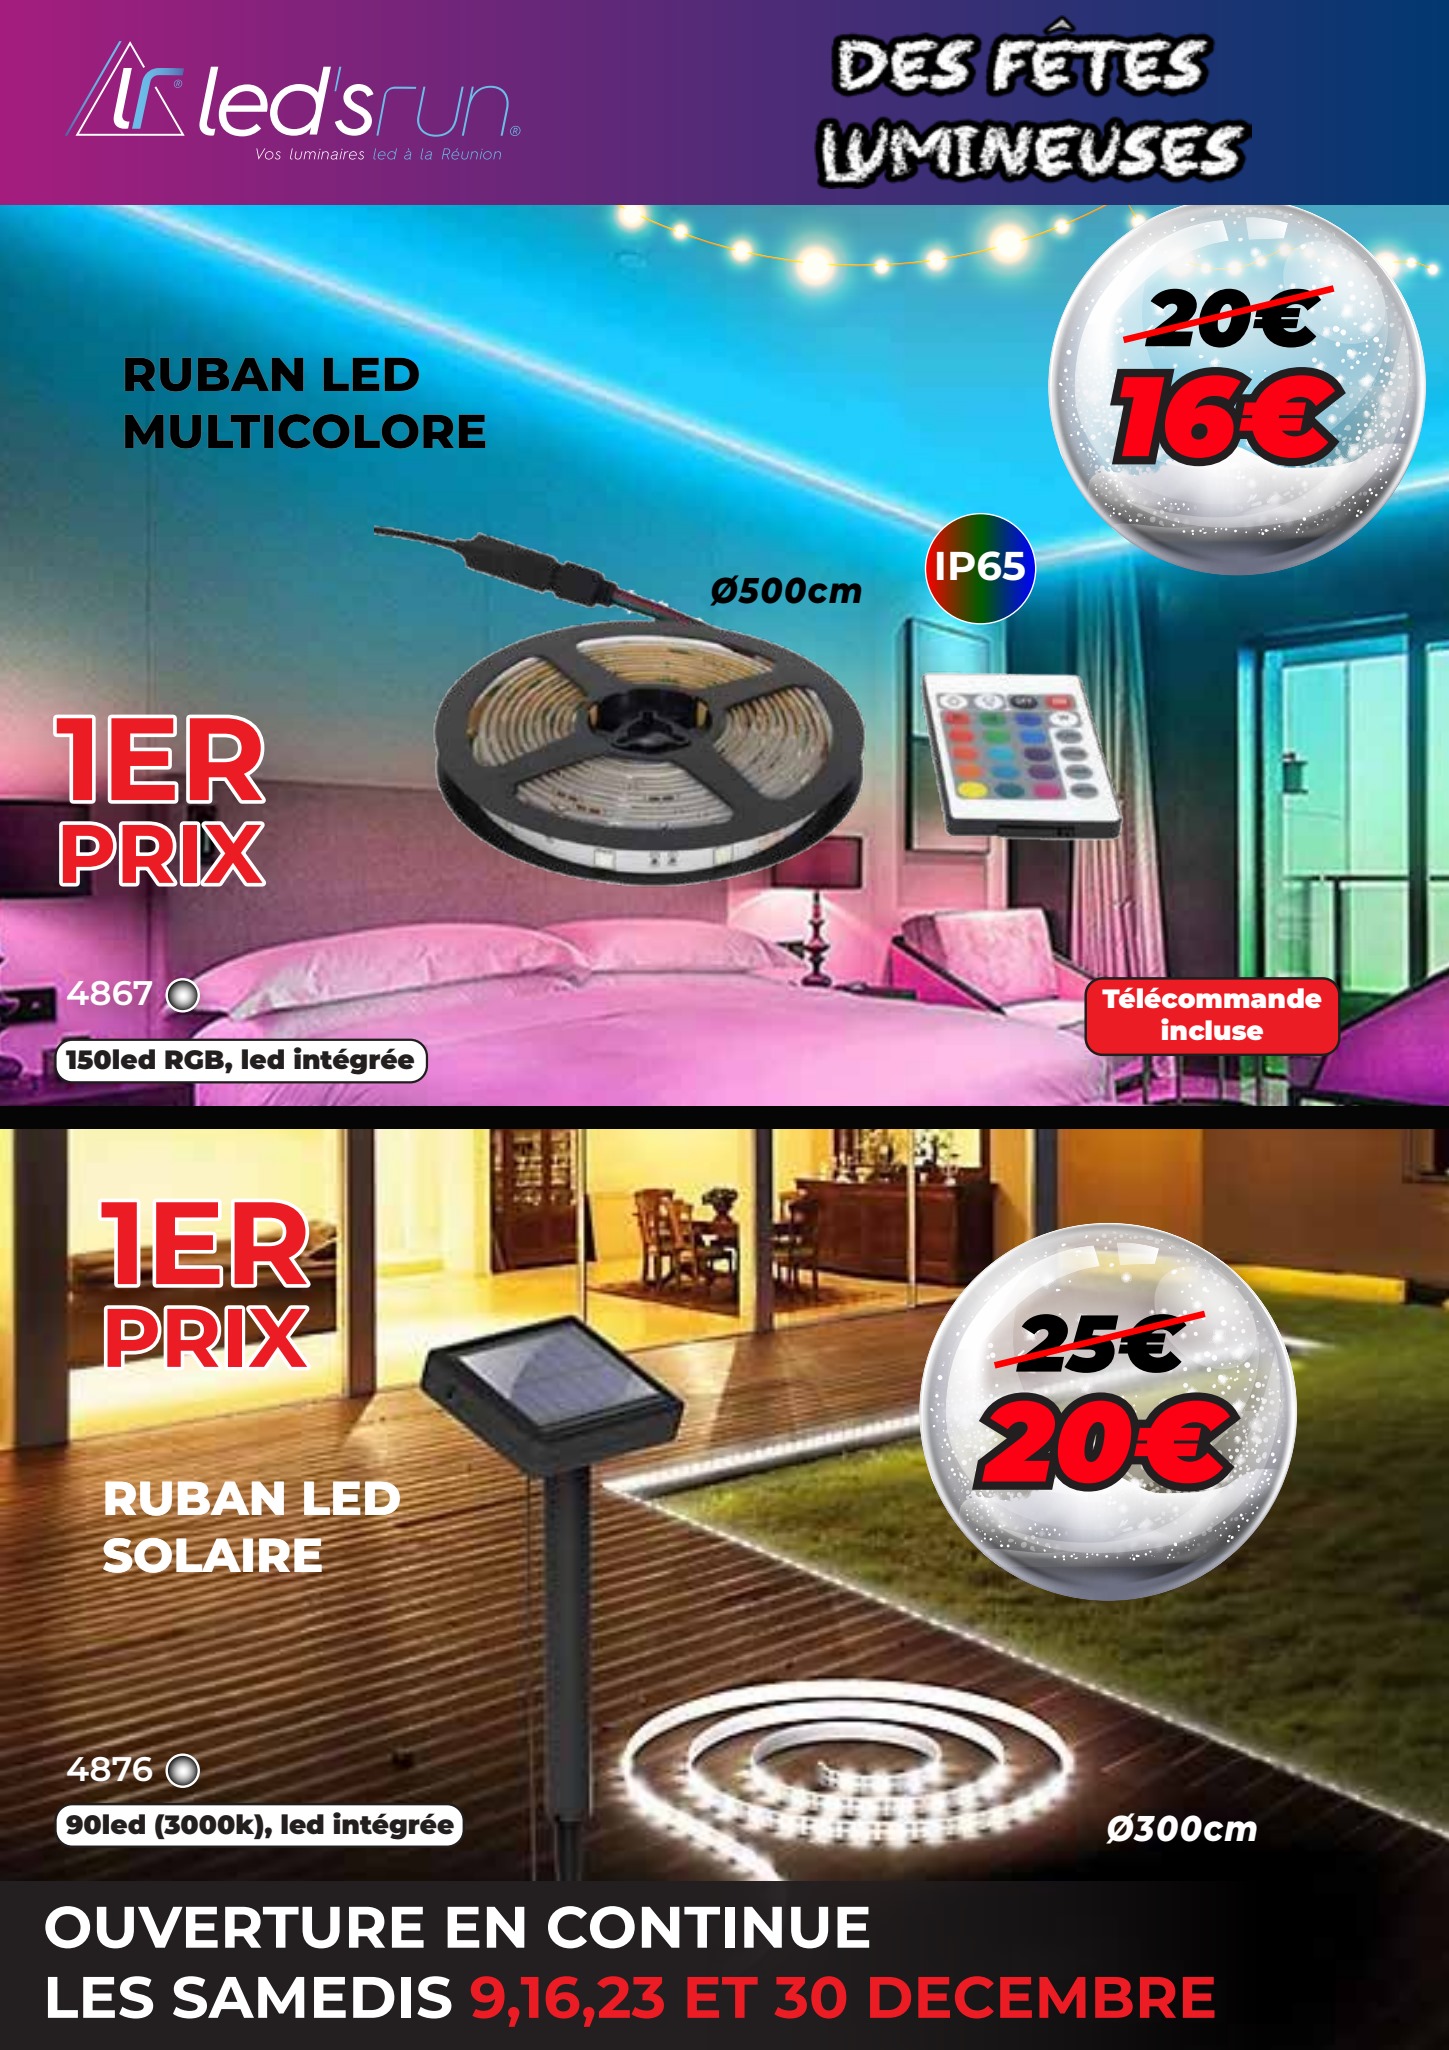 lr® led'srun®
Vos luminaires led à la Réunion
DES FÊTES
LUMINEUSES
20€
16€
RUBAN LED
MULTICOLORE
IP65
Ø500cm
1ER
PRIX
4867
Télécommande
incluse
150led RGB, led intégrée
1ER
PRIX
25€
20€
RUBAN LED
SOLAIRE
4876
90led (3000k), led intégrée
Ø300cm
OUVERTURE EN CONTINUE
LES SAMEDIS 9,16,23 ET 30 DECEMBRE